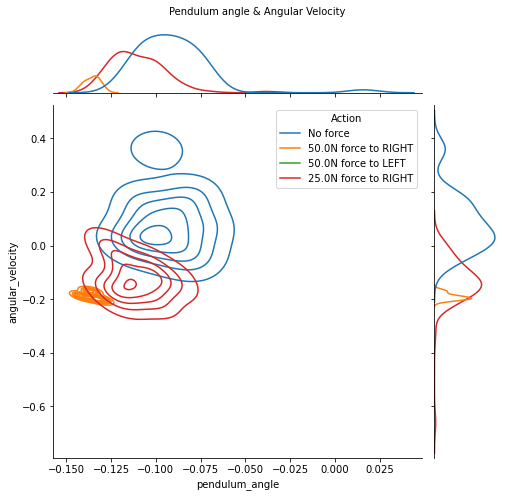 Pendulum angle & Angular Velocity
Action
No force
50.0N force to RIGHT
50.0N force to LEFT
25.0N force to RIGHT
0.4
0.2
0.0
−0.2
−0.4
−0.6
angular_velocity
−0.150 −0.125 −0.100 −0.075 −0.050 −0.025 0.000 0.025
pendulum_angle